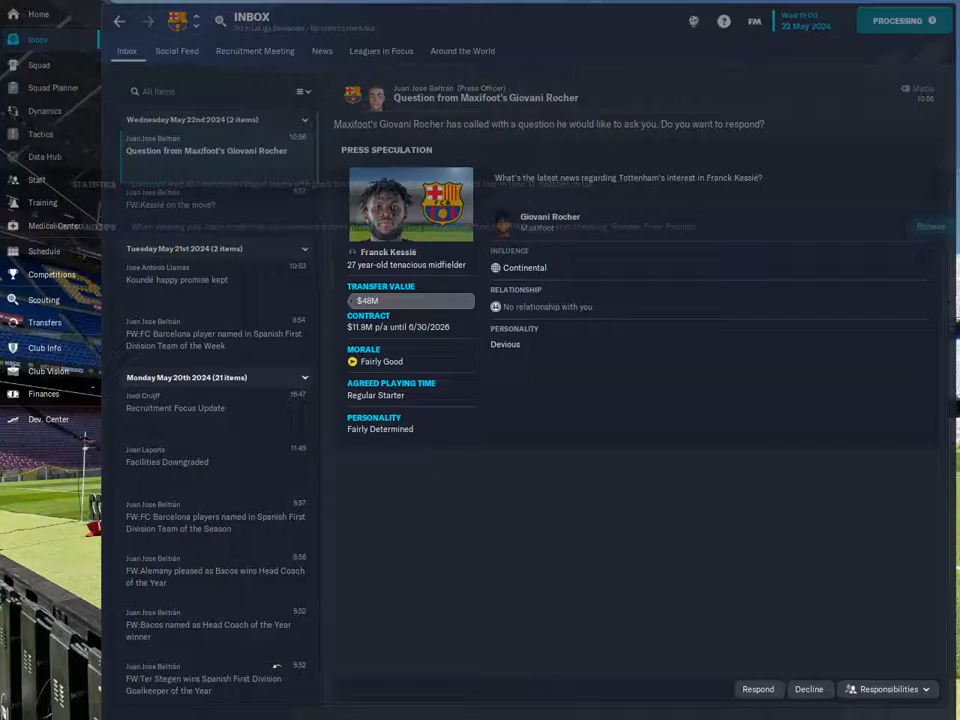 Home
Inbox
Squad
Squad Planner
Dynamics
Tactics
Data Hub
Staff
Training
Medical Center
Schedule
Competitions
Scouting
Transfers
Club Info
Club Vision
Finances
Dev. Center
INBOX
FM
Wed 11:00
22 May 2024
PROCESSING
Inbox
Social Feed
Recruitment Meeting
News
Leagues in Focus
Around the World
All Items
Wednesday May 22nd 2024 (2 items)
Juan Jose Beltrán
10:56
Question from Maxifoot's Giovani Rocher
Juan Jose Beltrán
FW:Kessié on the move?
Tuesday May 21st 2024 (2 items)
Jose Antonio Llamas
10:53
Koundé happy promise kept
Juan Jose Beltrán
8:54
FW:FC Barcelona player named in Spanish First
Division Team of the Week
Monday May 20th 2024 (21 items)
Jordi Cruijff
16:47
Recruitment Focus Update
Joan Laporta
11:49
Facilities Downgraded
Juan Jose Beltrán
9:57
FW:FC Barcelona players named in Spanish First
Division Team of the Season
Juan Jose Beltrán
9:56
FW:Alemany pleased as Bacos wins Head Coach
of the Year
Juan Jose Beltrán
9:52
FW:Bacos named as Head Coach of the Year
winner
Juan Jose Beltrán
9:52
FW:Ter Stegen wins Spanish First Division
Goalkeeper of the Year
Juan Jose Beltrán (Press Officer)
Question from Maxifoot's Giovani Rocher
Media
10:56
Maxifoot's Giovani Rocher has called with a question he would like to ask you. Do you want to respond?
PRESS SPECULATION
What's the latest news regarding Tottenham's interest in Franck Kessié?
STATISTICS
Browse
Franck Kessié
27 year-old tenacious midfielder
TRANSFER VALUE
$48M
CONTRACT
$11.9M p/a until 6/30/2026
MORALE
Fairly Good
AGREED PLAYING TIME
Regular Starter
PERSONALITY
Fairly Determined
Giovani Rocher
Maxifoot
INFLUENCE
Continental
RELATIONSHIP
No relationship with you
PERSONALITY
Devious
Respond
Decline
Responsibilities